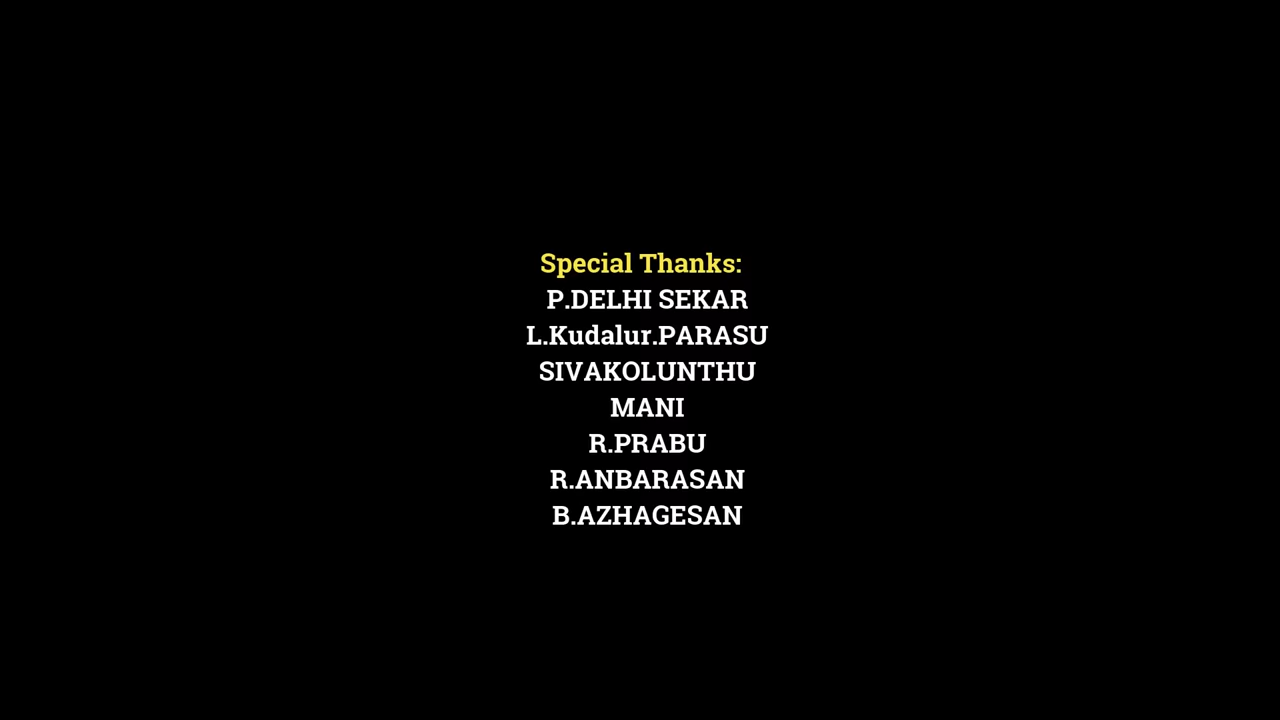 Special Thanks:
P.DELHI SEKAR
L.Kudalur.PARASU
SIVAKOLUNTHU
MANI
R.PRABU
R.ANBARASAN
B.AZHAGESAN